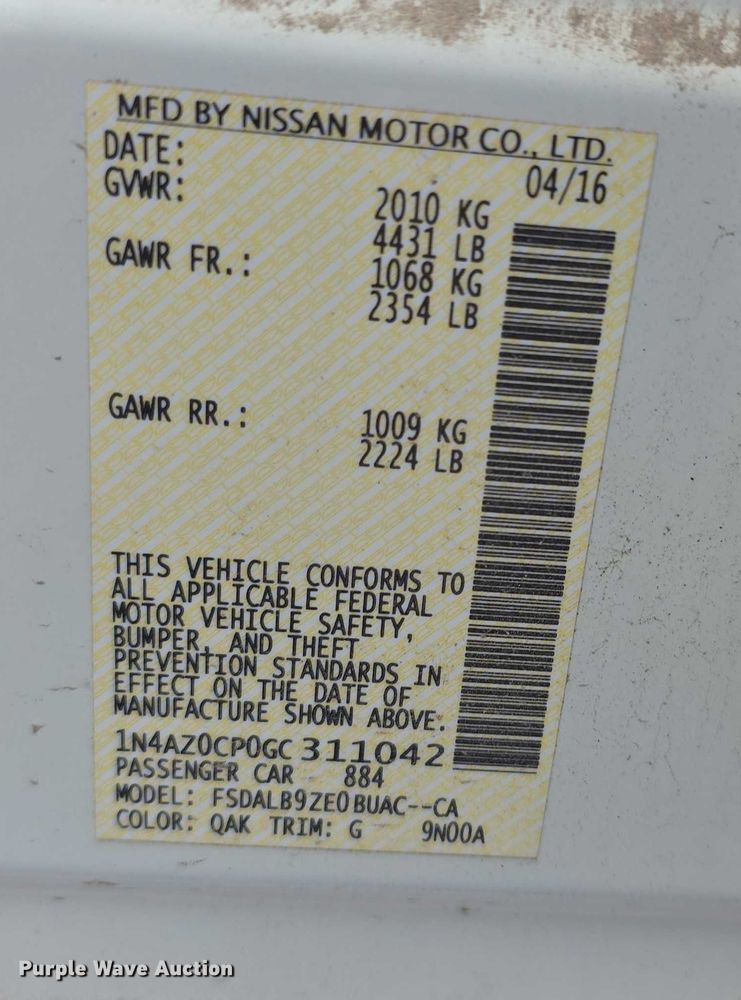 MFD BY NISSAN MOTOR CO., LTD.
DATE: 04/16
GVWR: 2010 KG
4431 LB
GAWR FR.: 1068 KG
2354 LB
GAWR RR.: 1009 KG
2224 LB
THIS VEHICLE CONFORMS TO
ALL APPLICABLE FEDERAL
MOTOR VEHICLE SAFETY,
BUMPER, AND THEFT
PREVENTION STANDARDS IN
EFFECT ON THE DATE OF
MANUFACTURE SHOWN ABOVE.
1N4AZ0CP0GC311042
PASSENGER CAR 884
MODEL: FSDALB9ZE0BUAC--CA
COLOR: QAK TRIM: G 9N00A
Purple Wave Auction